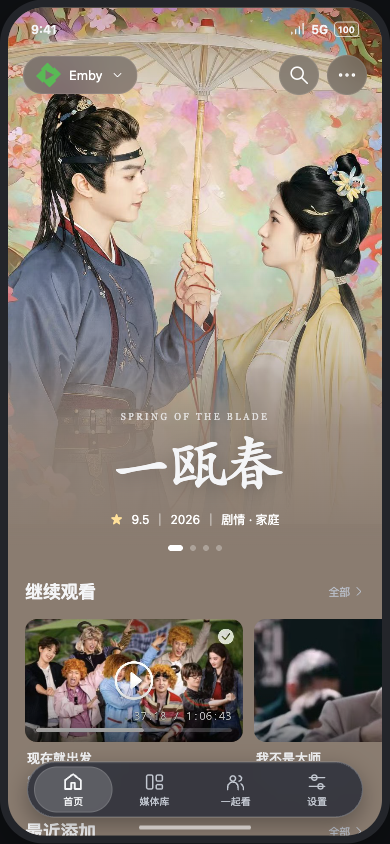 9:41 5G 100
Emby
SPRING OF THE BLADE
一瓯春
9.5 | 2026 | 剧情 · 家庭
继续观看 全部
37:18 / 1:06:43
现在就出发 我不是大师
首页 媒体库 一起看 设置
最近添加 全部